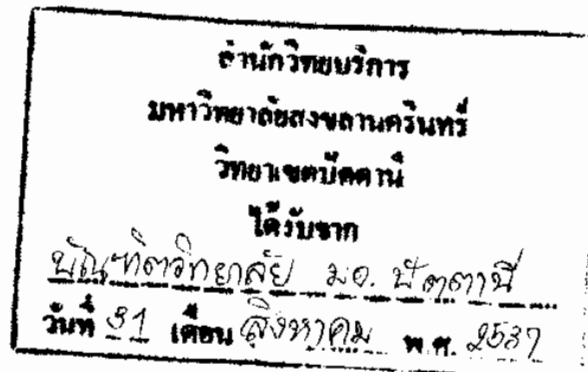 สำนักวิทยบริการ
มหาวิทยาลัยสงขลานครินทร์
วิทยาเขตปัตตานี
ได้รับจาก
บัณฑิตวิทยาลัย มอ. ปัตตานี
วันที่ 31 เดือน สิงหาคม พ.ศ. 2537